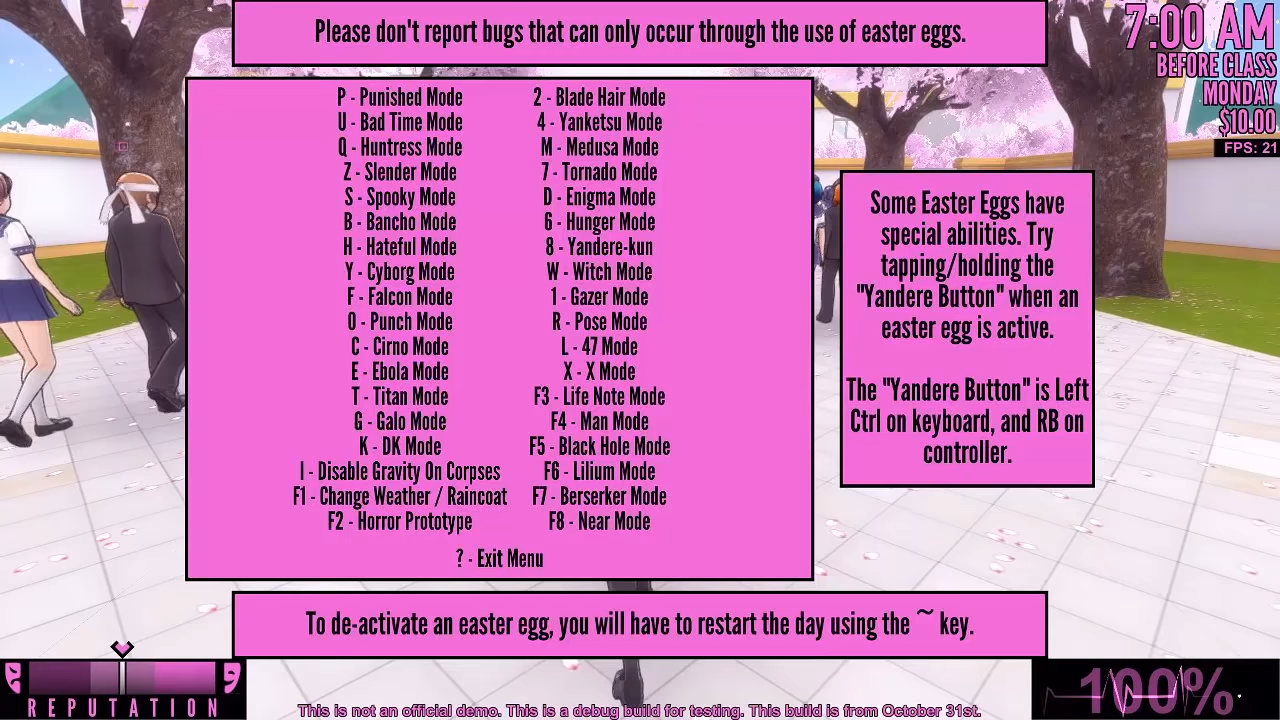 Please don't report bugs that can only occur through the use of easter eggs.
7:00 AM
BEFORE CLASS
MONDAY
$10.00
FPS: 21
P - Punished Mode
U - Bad Time Mode
Q - Huntress Mode
Z - Slender Mode
S - Spooky Mode
B - Bancho Mode
H - Hateful Mode
Y - Cyborg Mode
F - Falcon Mode
O - Punch Mode
C - Cirno Mode
E - Ebola Mode
T - Titan Mode
G - Galo Mode
K - DK Mode
I - Disable Gravity On Corpses
F1 - Change Weather / Raincoat
F2 - Horror Prototype
2 - Blade Hair Mode
4 - Yanketsu Mode
M - Medusa Mode
7 - Tornado Mode
D - Enigma Mode
6 - Hunger Mode
8 - Yandere-kun
W - Witch Mode
1 - Gazer Mode
R - Pose Mode
L - 47 Mode
X - X Mode
F3 - Life Note Mode
F4 - Man Mode
F5 - Black Hole Mode
F6 - Lilium Mode
F7 - Berserker Mode
F8 - Near Mode
? - Exit Menu
Some Easter Eggs have
special abilities. Try
tapping/holding the
"Yandere Button" when an
easter egg is active.
The "Yandere Button" is Left
Ctrl on keyboard, and RB on
controller.
To de-activate an easter egg, you will have to restart the day using the ~ key.
REPUTATION
100%
This is not an official demo. This is a debug build for testing. This build is from October 31st.